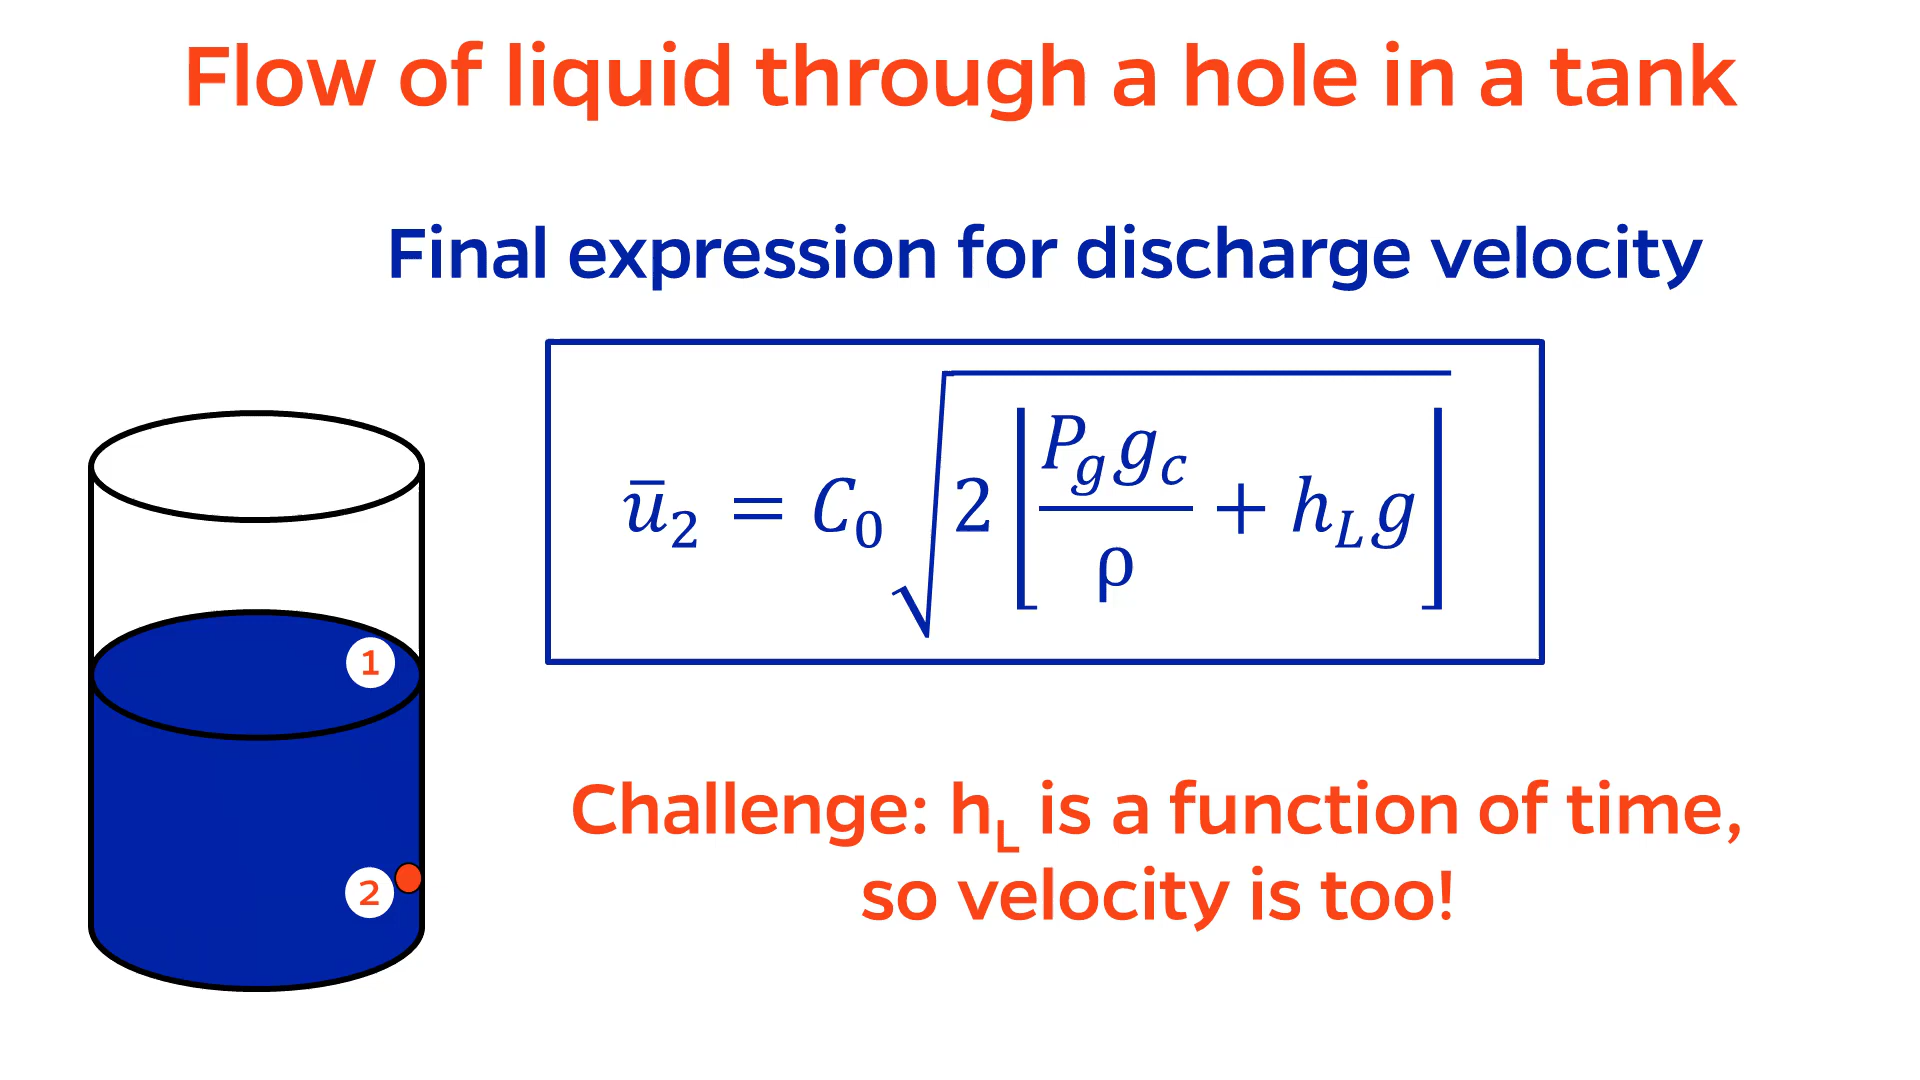 Flow of liquid through a hole in a tank
Final expression for discharge velocity
ū₂ = C₀ √ 2 ⌊ P_g g_c / ρ + h_L g ⌋
1
2
Challenge: h_L is a function of time,
so velocity is too!